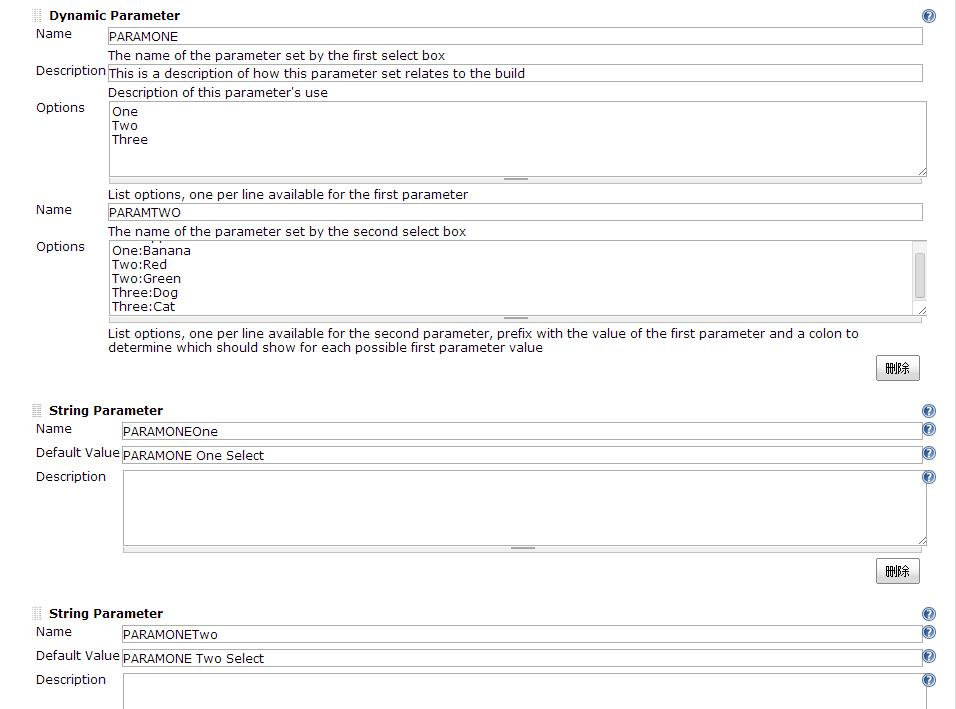 Dynamic Parameter
Name
PARAMONE
The name of the parameter set by the first select box
Description
This is a description of how this parameter set relates to the build
Description of this parameter's use
Options
One
Two
Three
List options, one per line available for the first parameter
Name
PARAMTWO
The name of the parameter set by the second select box
Options
One:Banana
Two:Red
Two:Green
Three:Dog
Three:Cat
List options, one per line available for the second parameter, prefix with the value of the first parameter and a colon to
determine which should show for each possible first parameter value
删除
String Parameter
Name
PARAMONEOne
Default Value
PARAMONE One Select
Description
删除
String Parameter
Name
PARAMONETwo
Default Value
PARAMONE Two Select
Description